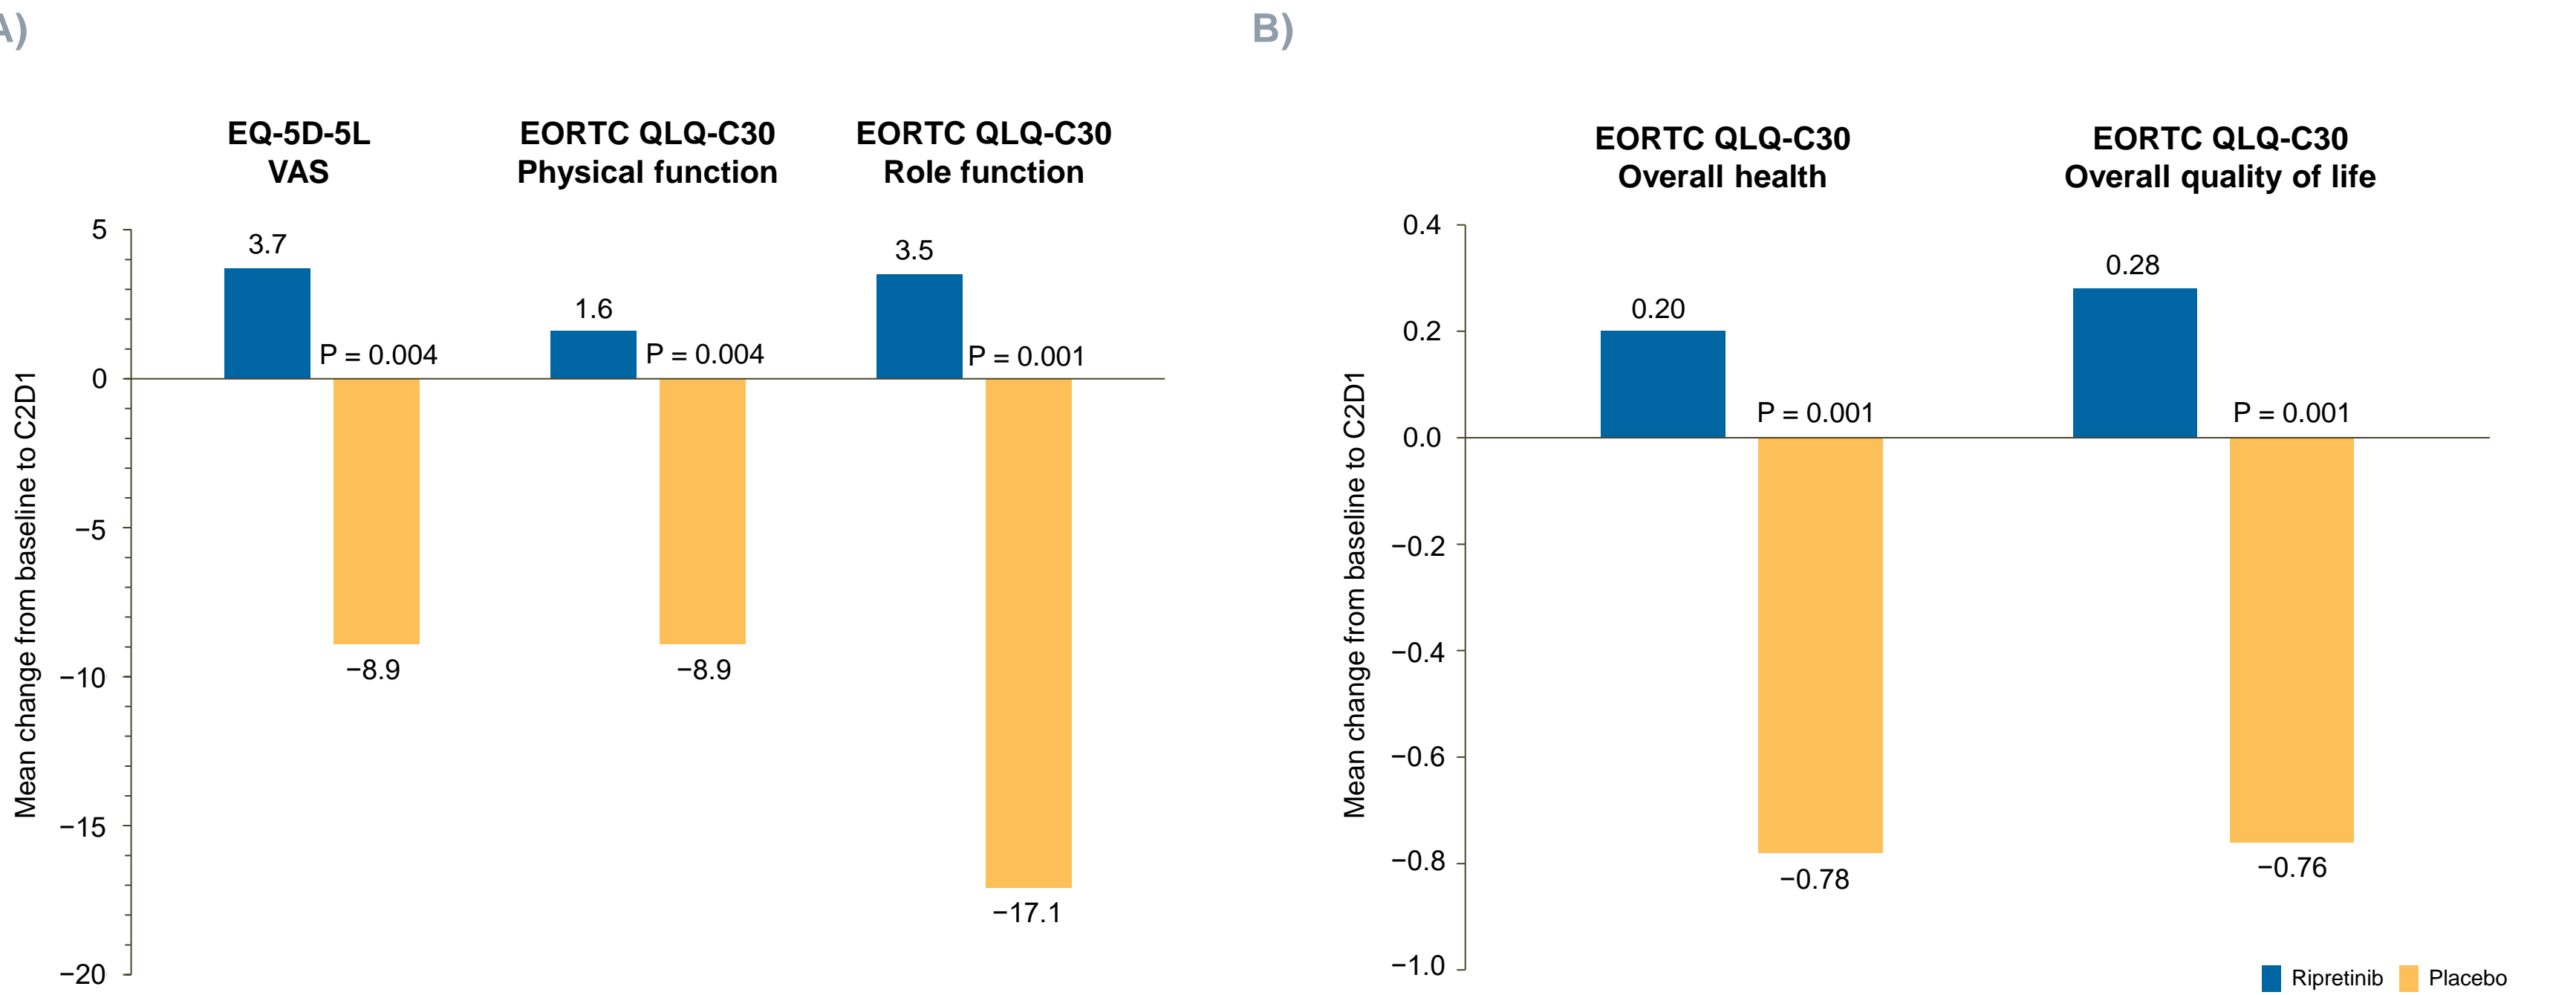 A)
EQ-5D-5L
VAS
EORTC QLQ-C30
Physical function
EORTC QLQ-C30
Role function
Mean change from baseline to C2D1
5
0
−5
−10
−15
−20
3.7
P = 0.004
−8.9
1.6
P = 0.004
−8.9
3.5
P = 0.001
−17.1
B)
EORTC QLQ-C30
Overall health
EORTC QLQ-C30
Overall quality of life
Mean change from baseline to C2D1
0.4
0.2
0.0
−0.2
−0.4
−0.6
−0.8
−1.0
0.20
P = 0.001
−0.78
0.28
P = 0.001
−0.76
Ripretinib
Placebo